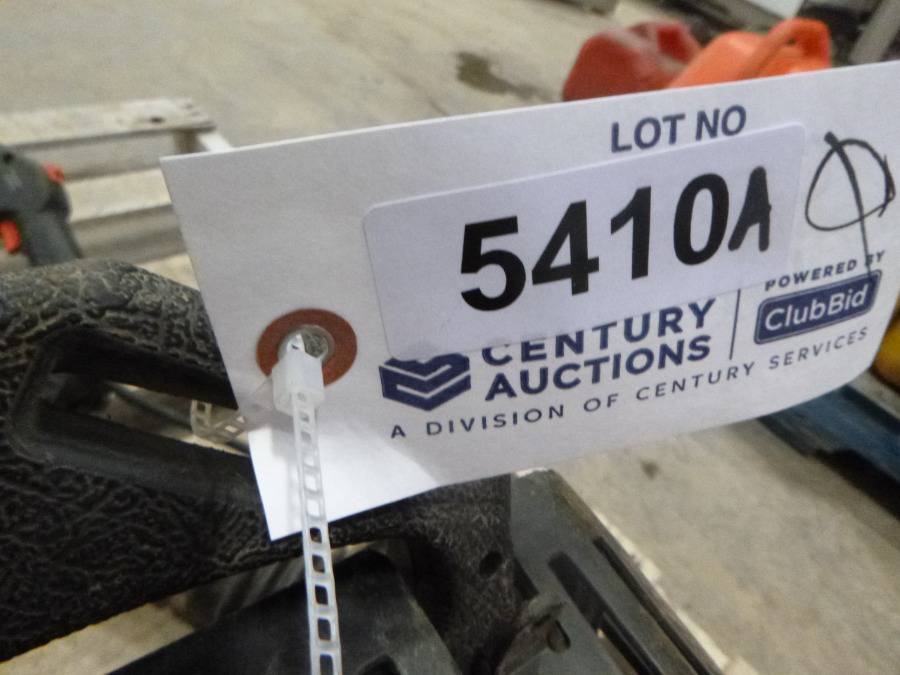 LOT NO
5410A
CENTURY
AUCTIONS
POWERED BY
ClubBid
A DIVISION OF CENTURY SERVICES